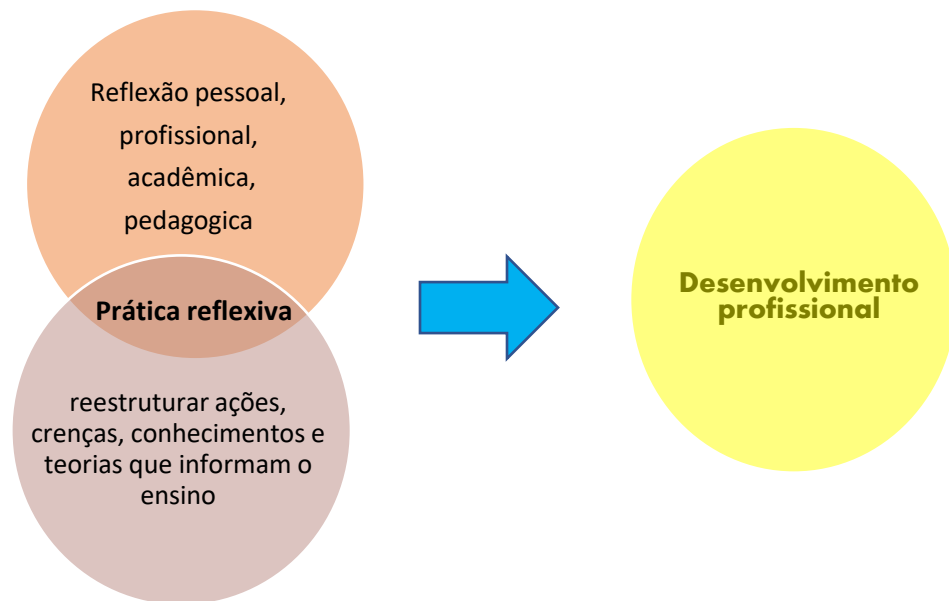 Reflexão pessoal,
profissional,
acadêmica,
pedagogica
Prática reflexiva
reestruturar ações,
crenças, conhecimentos e
teorias que informam o
ensino
Desenvolvimento
profissional